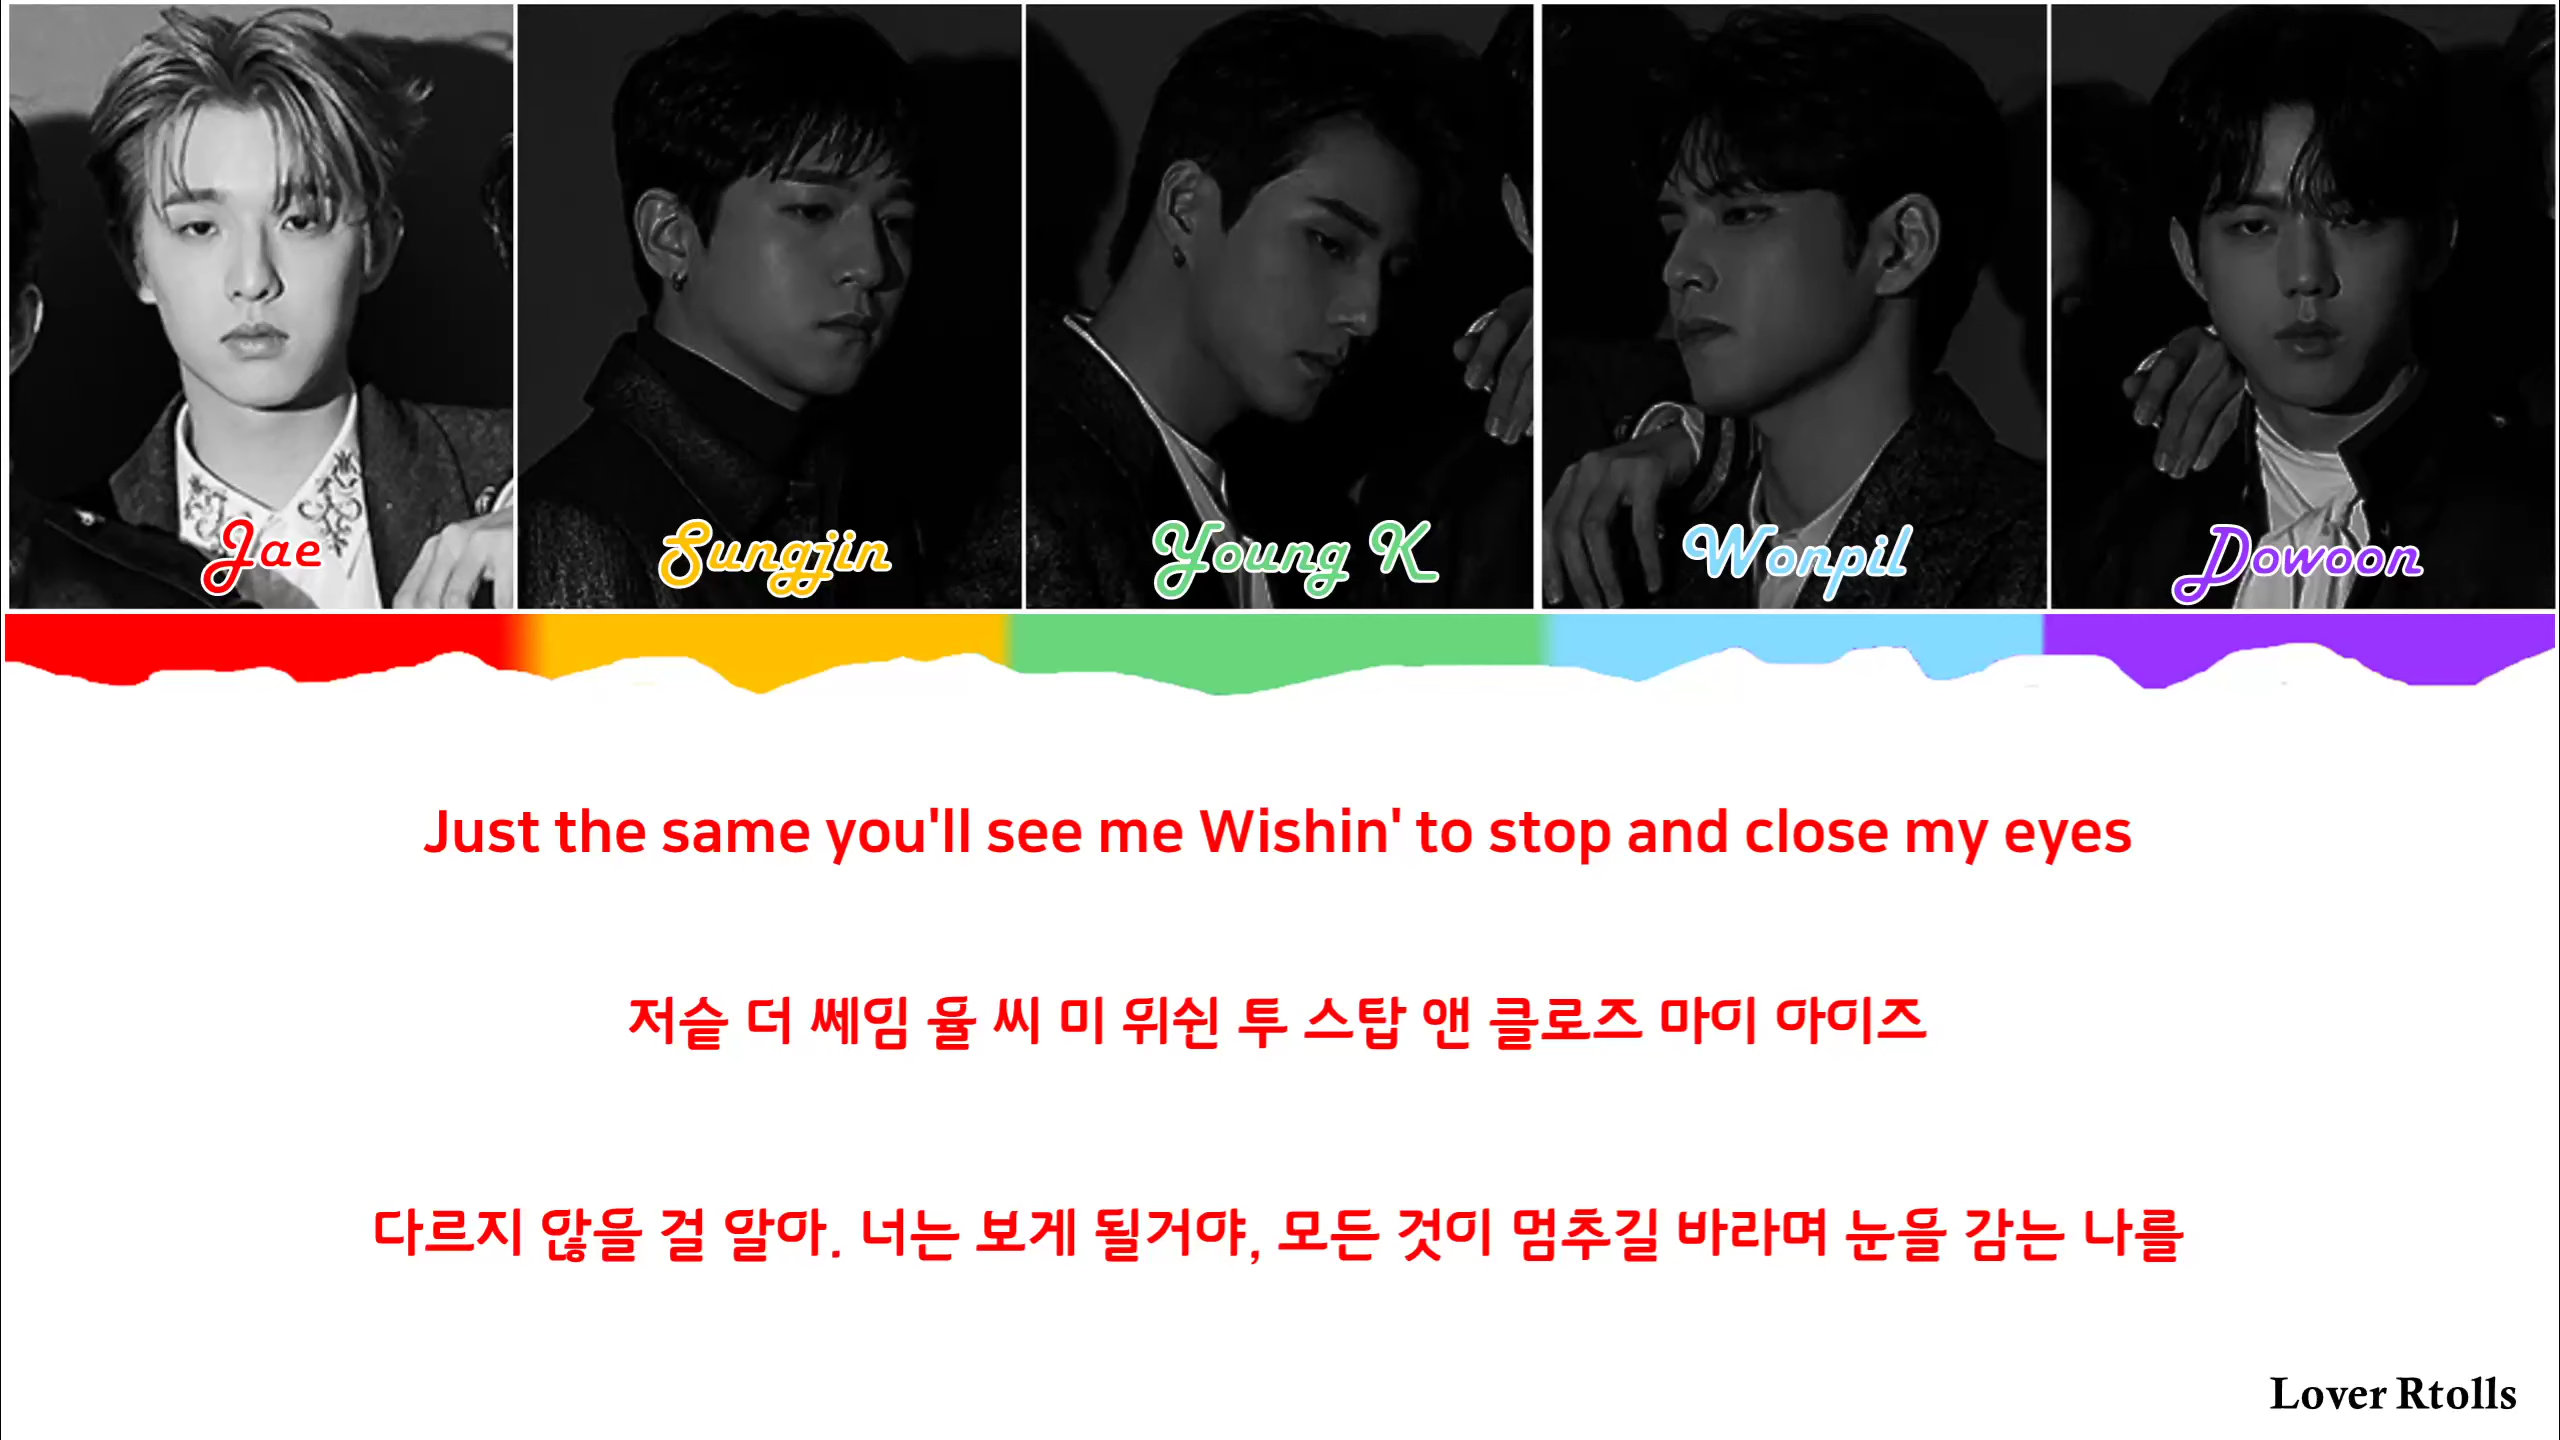 Jae
Sungjin
Young K
Wonpil
Dowoon
Just the same you'll see me Wishin' to stop and close my eyes
저슽 더 쎄임 율 씨 미 위쉰 투 스탑 앤 클로즈 마이 아이즈
다르지 않을 걸 알아. 너는 보게 될거야, 모든 것이 멈추길 바라며 눈을 감는 나를
Lover Rtolls